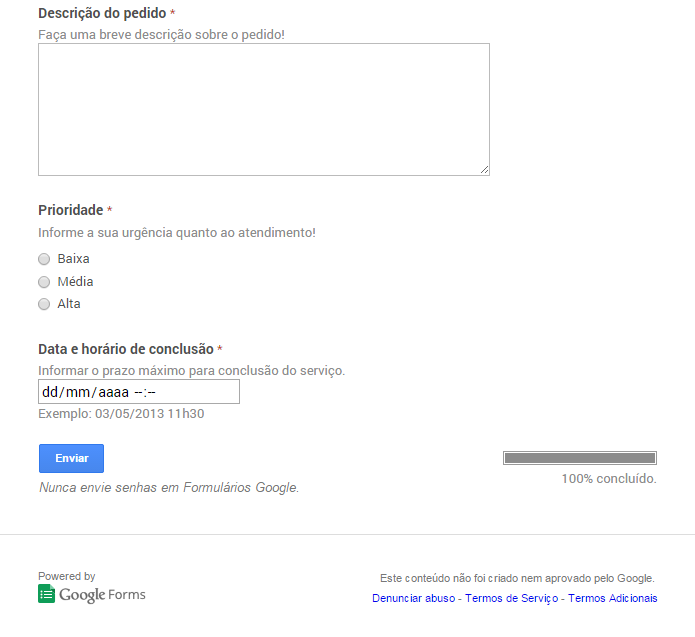 Descrição do pedido *
Faça uma breve descrição sobre o pedido!
Prioridade *
Informe a sua urgência quanto ao atendimento!
Baixa
Média
Alta
Data e horário de conclusão *
Informar o prazo máximo para conclusão do serviço.
dd/mm/aaaa --:--
Exemplo: 03/05/2013 11h30
Enviar
100% concluído.
Nunca envie senhas em Formulários Google.
Powered by
Google Forms
Este conteúdo não foi criado nem aprovado pelo Google.
Denunciar abuso - Termos de Serviço - Termos Adicionais